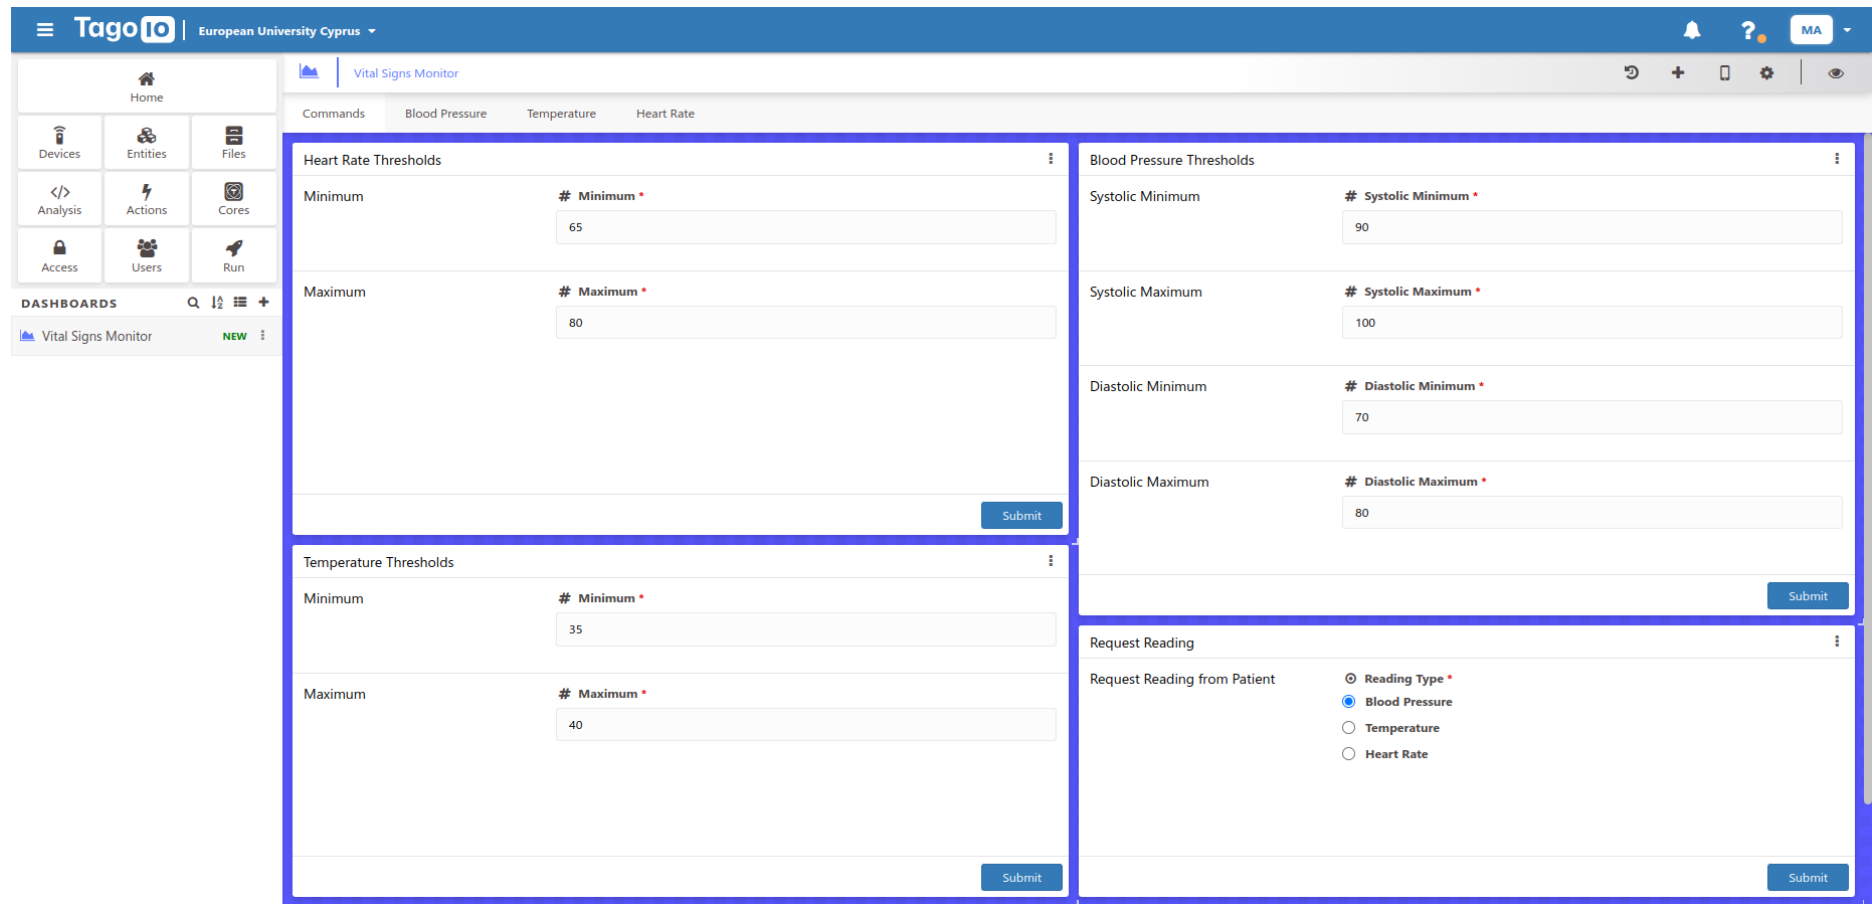 Tago IO
European University Cyprus
MA
Home
Devices
Entities
Files
Analysis
Actions
Cores
Access
Users
Run
DASHBOARDS
Vital Signs Monitor NEW
Vital Signs Monitor
Commands Blood Pressure Temperature Heart Rate
Heart Rate Thresholds
Minimum
# Minimum *
65
Maximum
# Maximum *
80
Submit
Temperature Thresholds
Minimum
# Minimum *
35
Maximum
# Maximum *
40
Submit
Blood Pressure Thresholds
Systolic Minimum
# Systolic Minimum *
90
Systolic Maximum
# Systolic Maximum *
100
Diastolic Minimum
# Diastolic Minimum *
70
Diastolic Maximum
# Diastolic Maximum *
80
Submit
Request Reading
Request Reading from Patient
Reading Type *
Blood Pressure
Temperature
Heart Rate
Submit